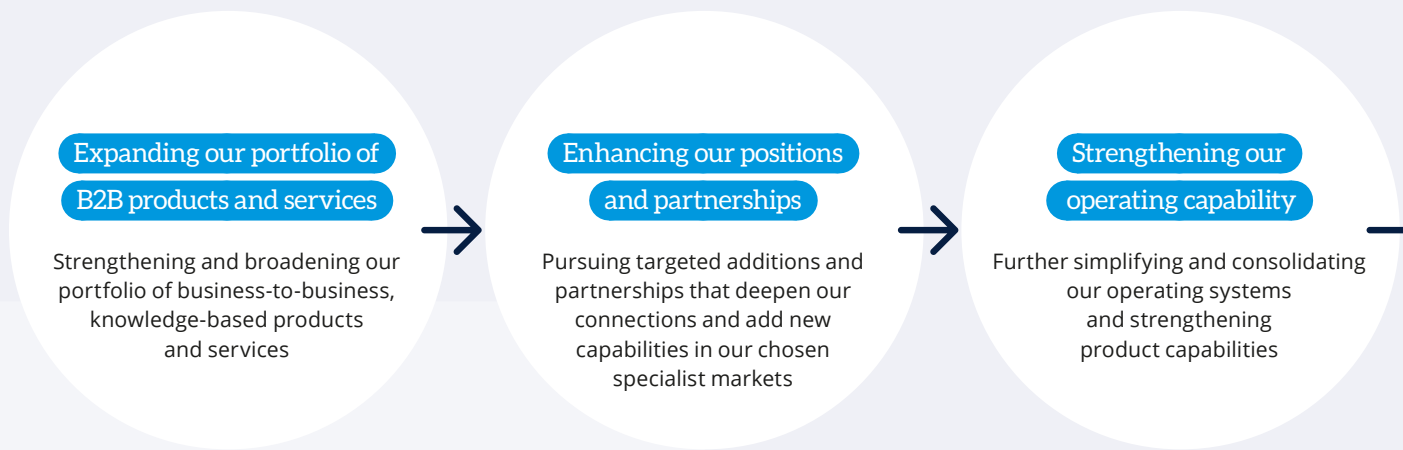 Expanding our portfolio of
B2B products and services
Strengthening and broadening our
portfolio of business-to-business,
knowledge-based products
and services
Enhancing our positions
and partnerships
Pursuing targeted additions and
partnerships that deepen our
connections and add new
capabilities in our chosen
specialist markets
Strengthening our
operating capability
Further simplifying and consolidating
our operating systems
and strengthening
product capabilities